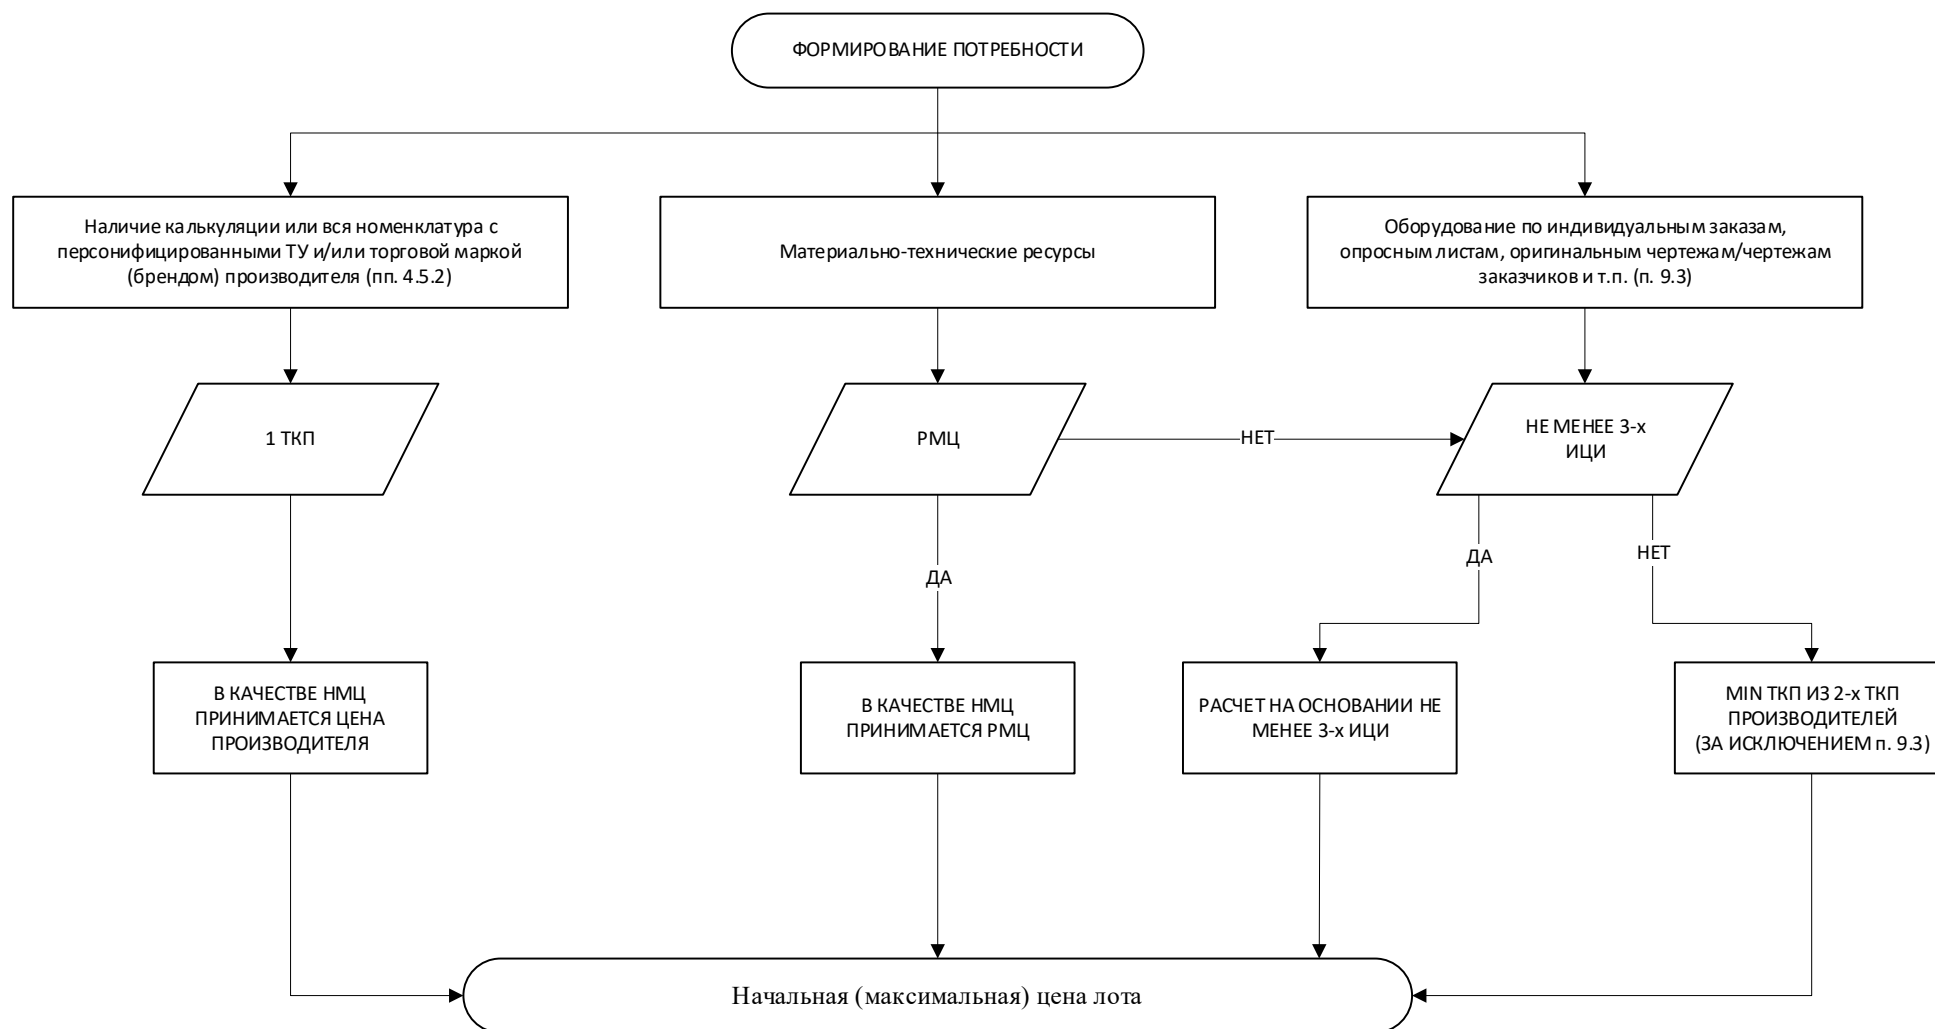 ФОРМИРОВАНИЕ ПОТРЕБНОСТИ
Наличие калькуляции или вся номенклатура с
персонифицированными ТУ и/или торговой маркой
(брендом) производителя (пп. 4.5.2)
Материально-технические ресурсы
Оборудование по индивидуальным заказам,
опросным листам, оригинальным чертежам/чертежам
заказчиков и т.п. (п. 9.3)
1 ТКП
РМЦ
НЕТ
НЕ МЕНЕЕ 3-х
ИЦИ
ДА
ДА
НЕТ
В КАЧЕСТВЕ НМЦ
ПРИНИМАЕТСЯ ЦЕНА
ПРОИЗВОДИТЕЛЯ
В КАЧЕСТВЕ НМЦ
ПРИНИМАЕТСЯ РМЦ
РАСЧЕТ НА ОСНОВАНИИ НЕ
МЕНЕЕ 3-х ИЦИ
MIN ТКП ИЗ 2-х ТКП
ПРОИЗВОДИТЕЛЕЙ
(ЗА ИСКЛЮЧЕНИЕМ п. 9.3)
Начальная (максимальная) цена лота